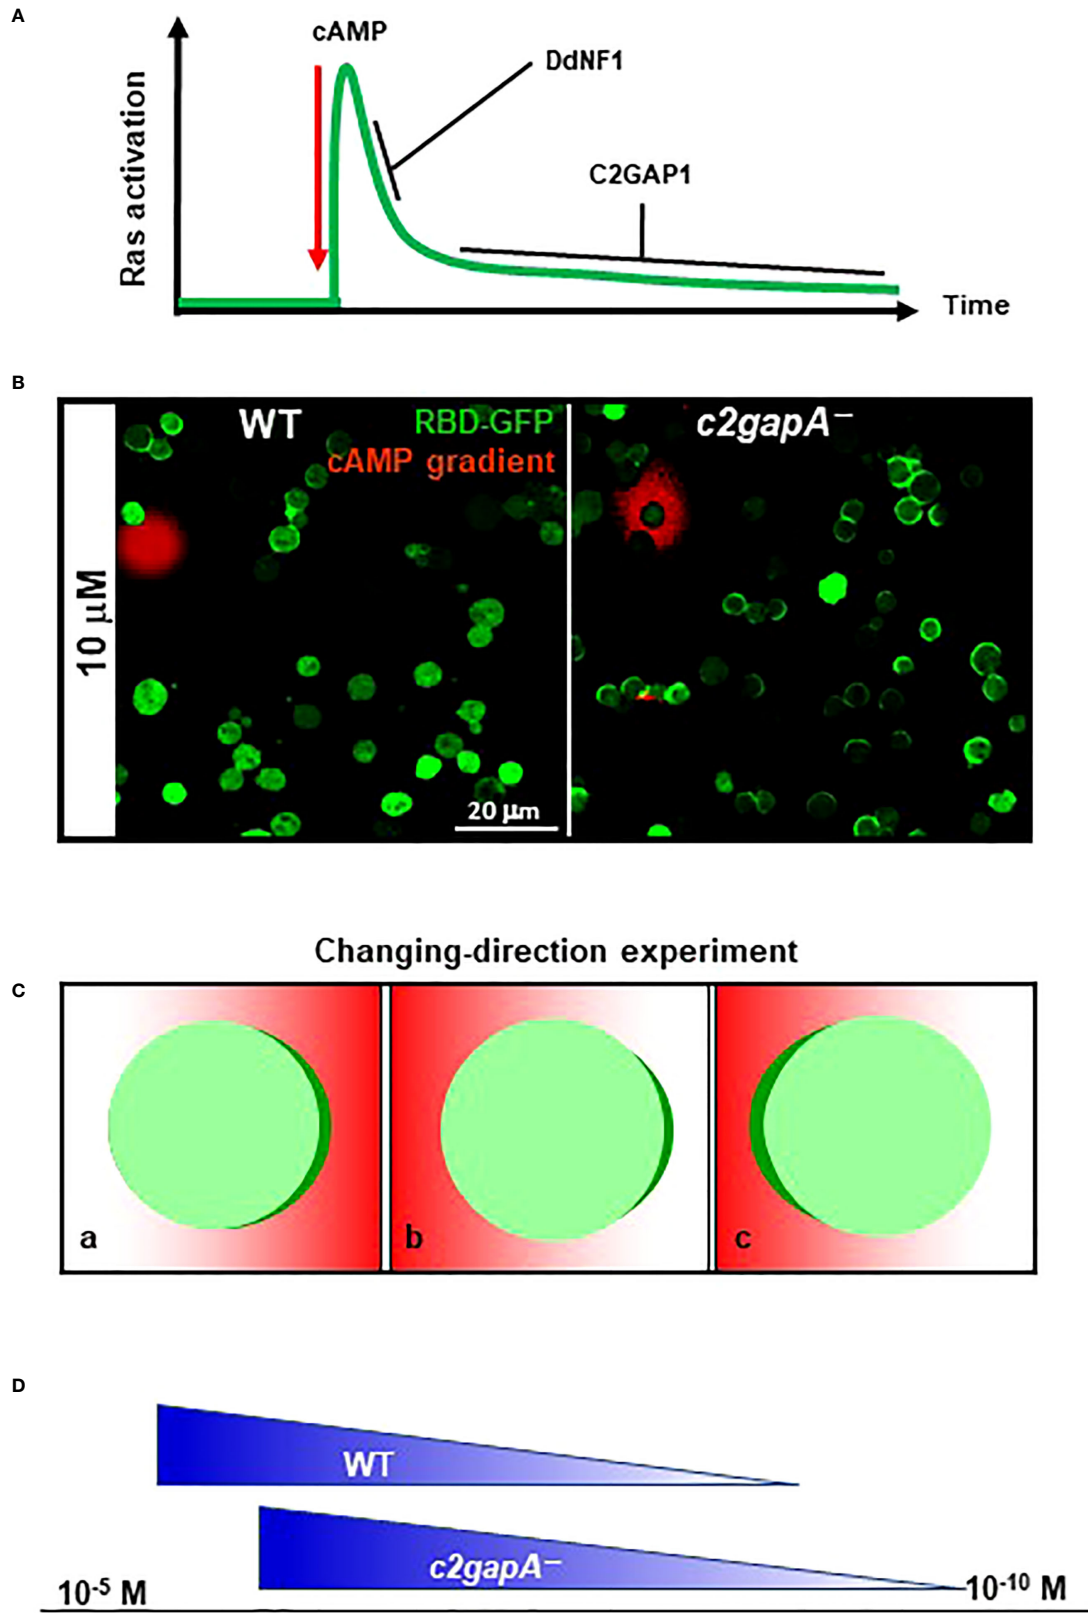 A
cAMP
DdNF1
C2GAP1
Ras activation
Time
B
WT
RBD-GFP
cAMP gradient
c2gapA–
10 µM
20 µm
Changing-direction experiment
C
a
b
c
D
WT
c2gapA–
10-5 M
10-10 M